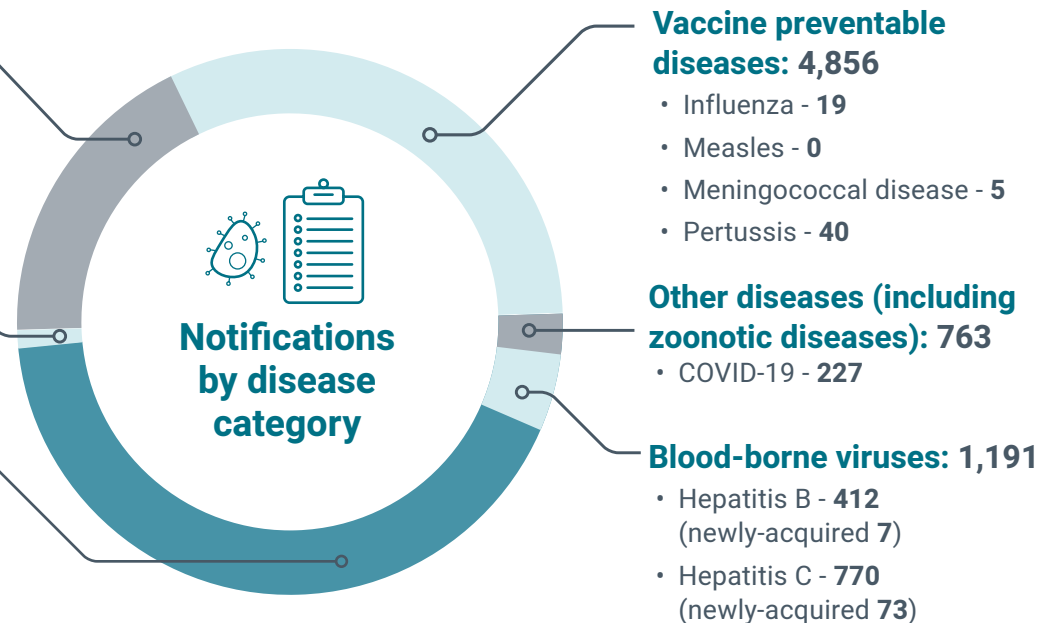 Vaccine preventable
diseases: 4,856
• Influenza - 19
• Measles - 0
• Meningococcal disease - 5
• Pertussis - 40
Other diseases (including
zoonotic diseases): 763
• COVID-19 - 227
Blood-borne viruses: 1,191
• Hepatitis B - 412
(newly-acquired 7)
• Hepatitis C - 770
(newly-acquired 73)
Notifications
by disease
category